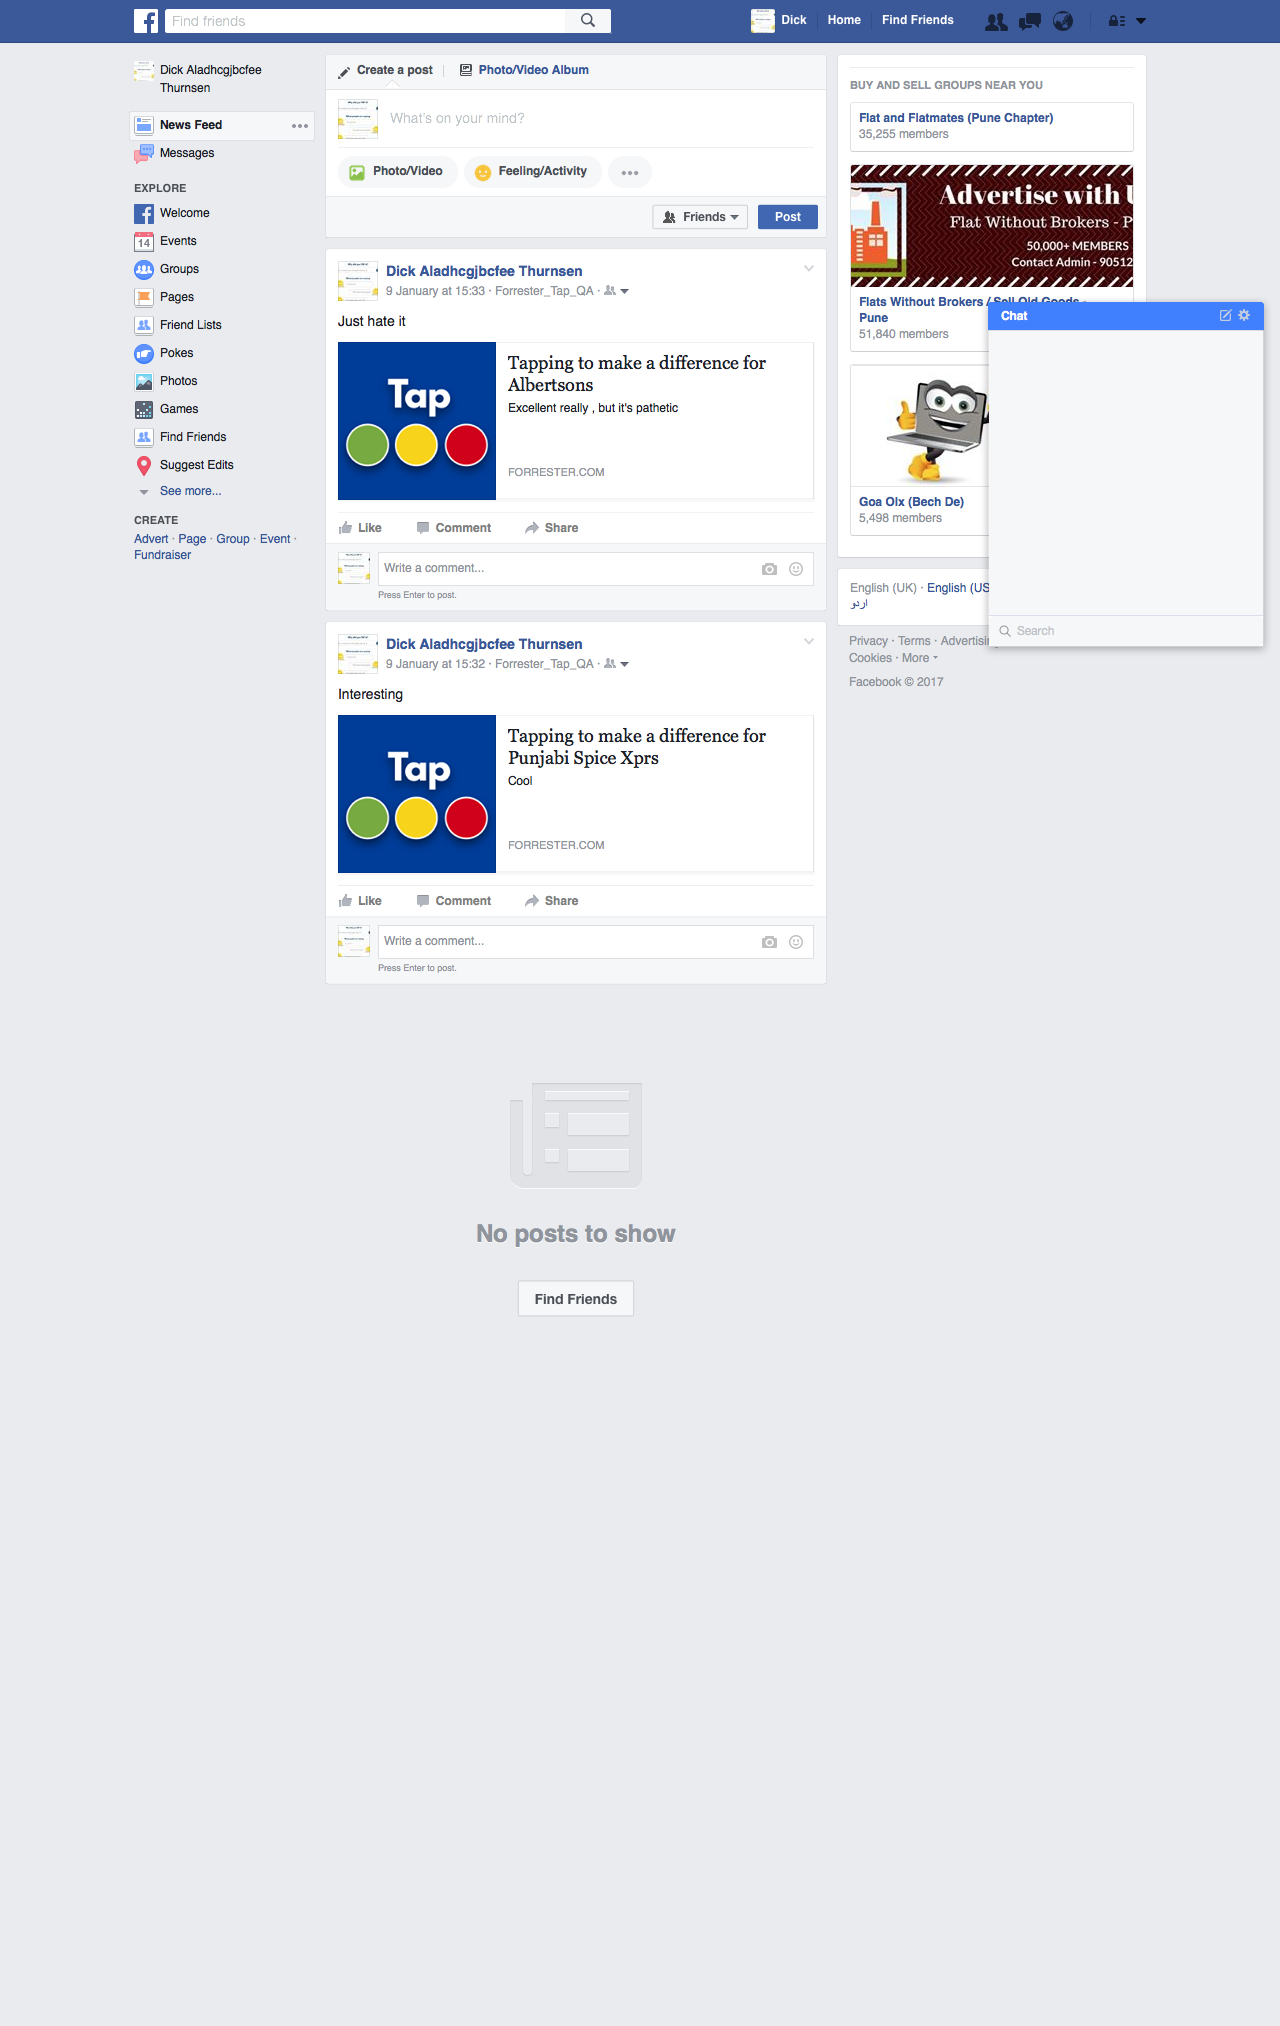 Find friends
Dick
Home
Find Friends
Dick Aladhcgjbcfee
Thurnsen
News Feed
Messages
EXPLORE
Welcome
14
Events
Groups
Pages
Friend Lists
Pokes
Photos
Games
Find Friends
Suggest Edits
See more...
CREATE
Advert · Page · Group · Event ·
Fundraiser
Create a post
Photo/Video Album
What's on your mind?
Photo/Video
Feeling/Activity
Friends
Post
Dick Aladhcgjbcfee Thurnsen
9 January at 15:33 · Forrester_Tap_QA ·
Just hate it
Tap
Tapping to make a difference for
Albertsons
Excellent really , but it's pathetic
FORRESTER.COM
Like
Comment
Share
Write a comment...
Press Enter to post.
Dick Aladhcgjbcfee Thurnsen
9 January at 15:32 · Forrester_Tap_QA ·
Interesting
Tap
Tapping to make a difference for
Punjabi Spice Xprs
Cool
FORRESTER.COM
Like
Comment
Share
Write a comment...
Press Enter to post.
No posts to show
Find Friends
BUY AND SELL GROUPS NEAR YOU
Flat and Flatmates (Pune Chapter)
35,255 members
Advertise with U
Flat Without Brokers - P
50,000+ MEMBERS
Contact Admin - 90512
Flats Without Brokers / Sell Old Goods -
Pune
51,840 members
Goa Olx (Bech De)
5,498 members
English (UK) · English (US
اردو
Privacy · Terms · Advertisin
Cookies · More
Facebook © 2017
Chat
Search